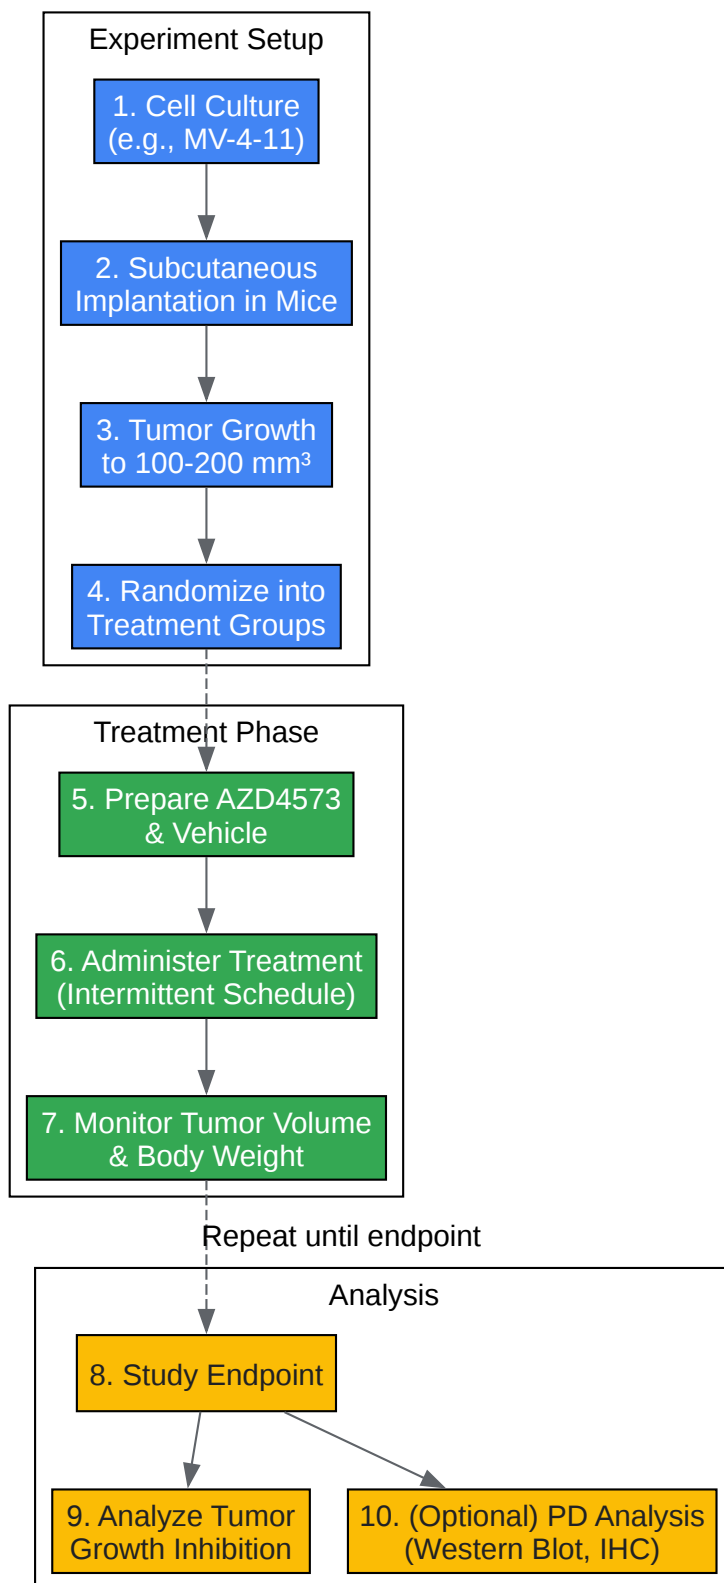 Experiment Setup
1. Cell Culture
(e.g., MV-4-11)
2. Subcutaneous
Implantation in Mice
3. Tumor Growth
to 100-200 mm³
4. Randomize into
Treatment Groups
Treatment Phase
5. Prepare AZD4573
& Vehicle
6. Administer Treatment
(Intermittent Schedule)
7. Monitor Tumor Volume
& Body Weight
Repeat until endpoint
Analysis
8. Study Endpoint
9. Analyze Tumor
Growth Inhibition
10. (Optional) PD Analysis
(Western Blot, IHC)